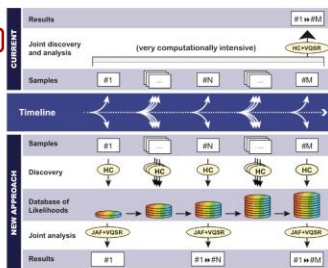 CURRENT
Results
#1 ▸▸ #M
Joint discovery
and analysis
(very computationally intensive)
HC+VQSR
Samples
#1
...
#N
...
#M
Timeline
NEW APPROACH
Samples
#1
...
#N
...
#M
Discovery
HC
HC
HC
HC
HC
Database of
Likelihoods
Joint analysis
JAF+VQSR
JAF+VQSR
JAF+VQSR
Results
#1
#1 ▸▸ #N
#1 ▸▸ #M